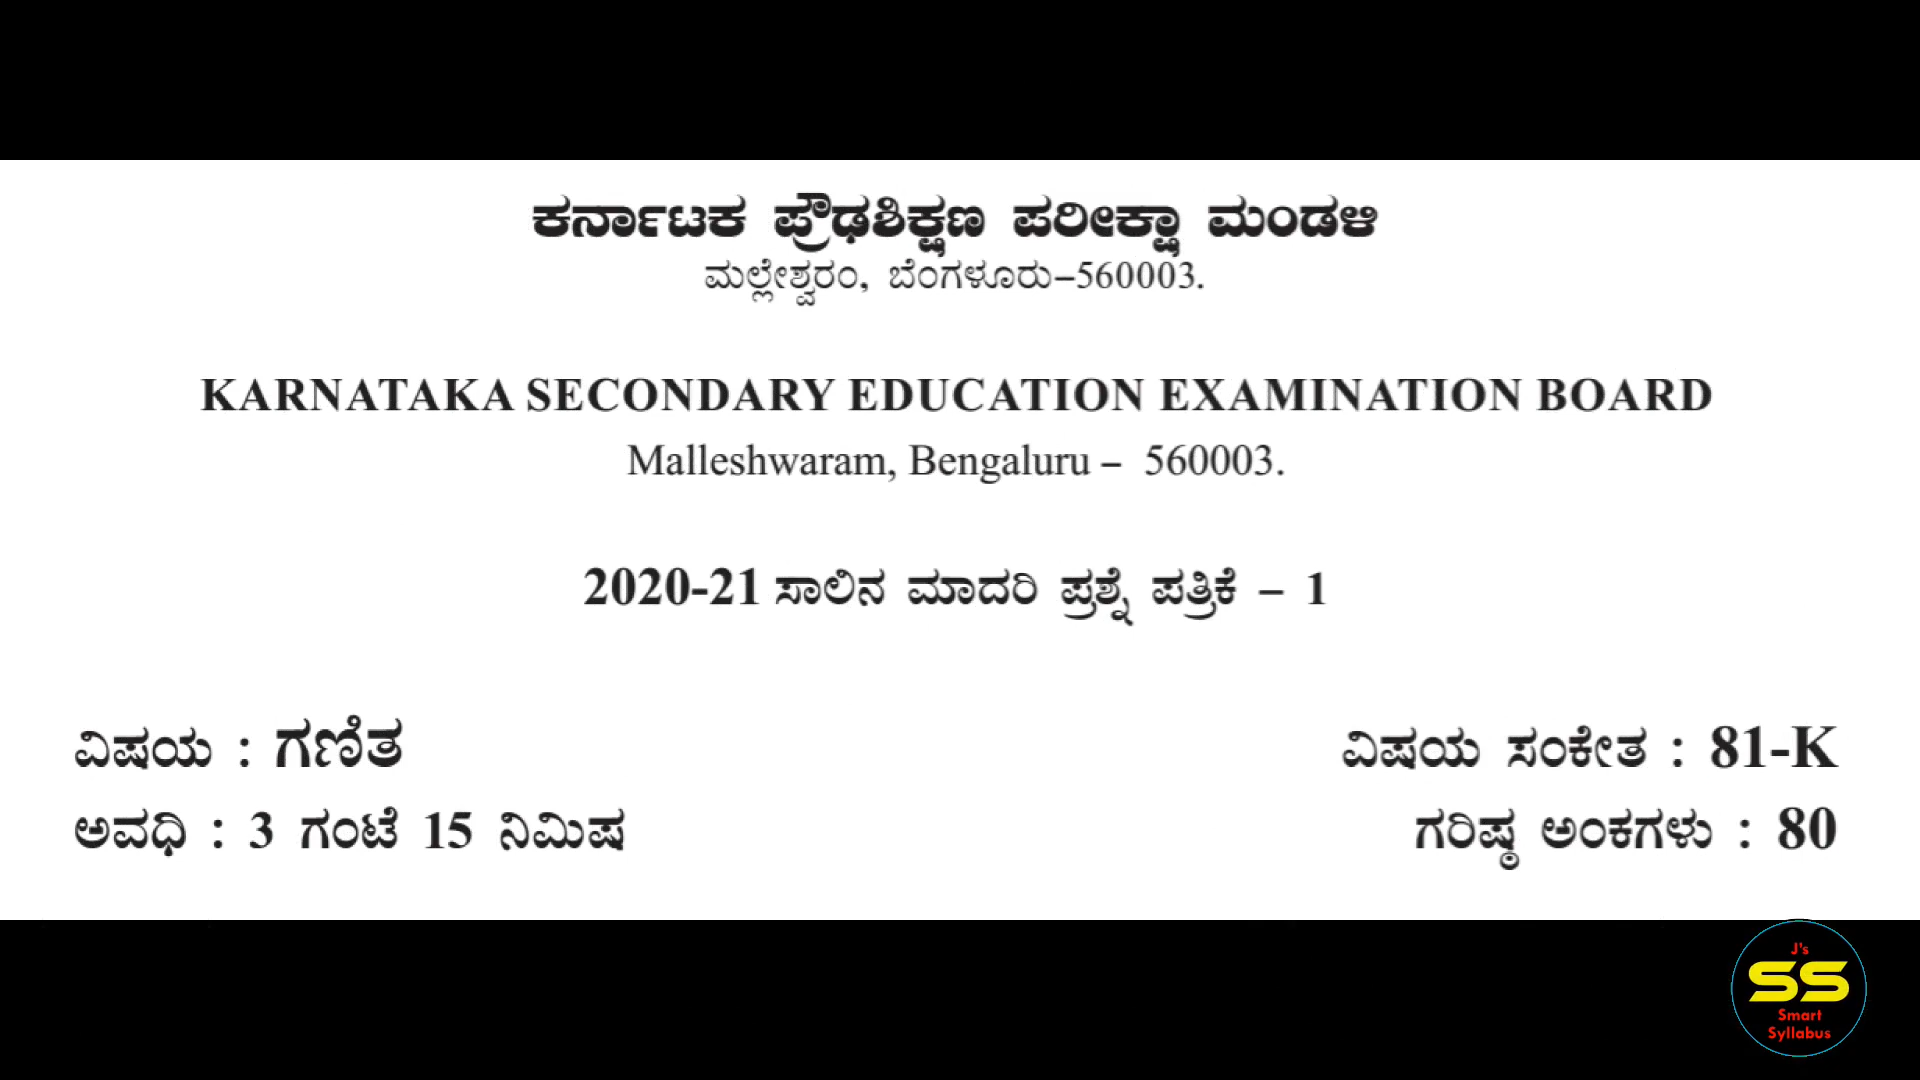 ಕರ್ನಾಟಕ ಪ್ರೌಢಶಿಕ್ಷಣ ಪರೀಕ್ಷಾ ಮಂಡಳಿ
ಮಲ್ಲೇಶ್ವರಂ, ಬೆಂಗಳೂರು–560003.
KARNATAKA SECONDARY EDUCATION EXAMINATION BOARD
Malleshwaram, Bengaluru – 560003.
2020-21 ಸಾಲಿನ ಮಾದರಿ ಪ್ರಶ್ನೆ ಪತ್ರಿಕೆ – 1
ವಿಷಯ : ಗಣಿತ ವಿಷಯ ಸಂಕೇತ : 81-K
ಅವಧಿ : 3 ಗಂಟೆ 15 ನಿಮಿಷ ಗರಿಷ್ಠ ಅಂಕಗಳು : 80
J's
SS
Smart
Syllabus